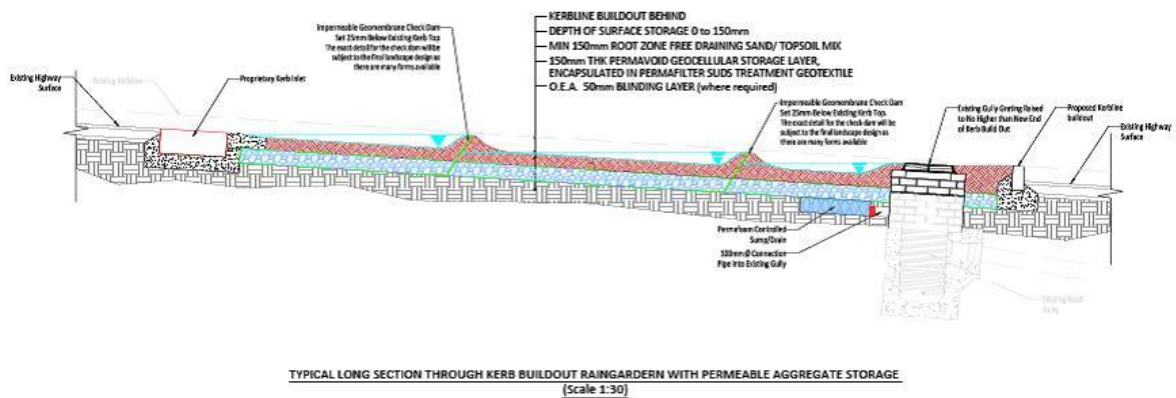 KERBLINE BUILDOUT BEHIND
DEPTH OF SURFACE STORAGE 0 to 150mm
MIN 150mm ROOT ZONE FREE DRAINING SAND/ TOPSOIL MIX
150mm THK PERMAVOID GEOCELLULAR STORAGE LAYER,
ENCAPSULATED IN PERMAFILTER SUDS TREATMENT GEOTEXTILE
O.E.A. 50mm BLINDING LAYER (where required)
Impermeable Geomembrane Check Dam
Set 25mm Below Existing Kerb Top
The exact detail for the check dam will be
subject to the final landscape design as
there are many forms available
Existing Highway
Surface
Existing Kerbline
Proprietary Kerb Inlet
Impermeable Geomembrane Check Dam
Set 25mm Below Existing Kerb Top.
The exact detail for the check dam will be
subject to the final landscape design as
there are many forms available
Existing Gully Grating Raised
to No Higher than New End
of Kerb Build Out
Proposed Kerbline
buildout
Existing Highway
Surface
Permafoam Controlled
Sump/Drain
100mm Ø Connection
Pipe Into Existing Gully
Existing Road
Gully
TYPICAL LONG SECTION THROUGH KERB BUILDOUT RAINGARDERN WITH PERMEABLE AGGREGATE STORAGE
(Scale 1:30)